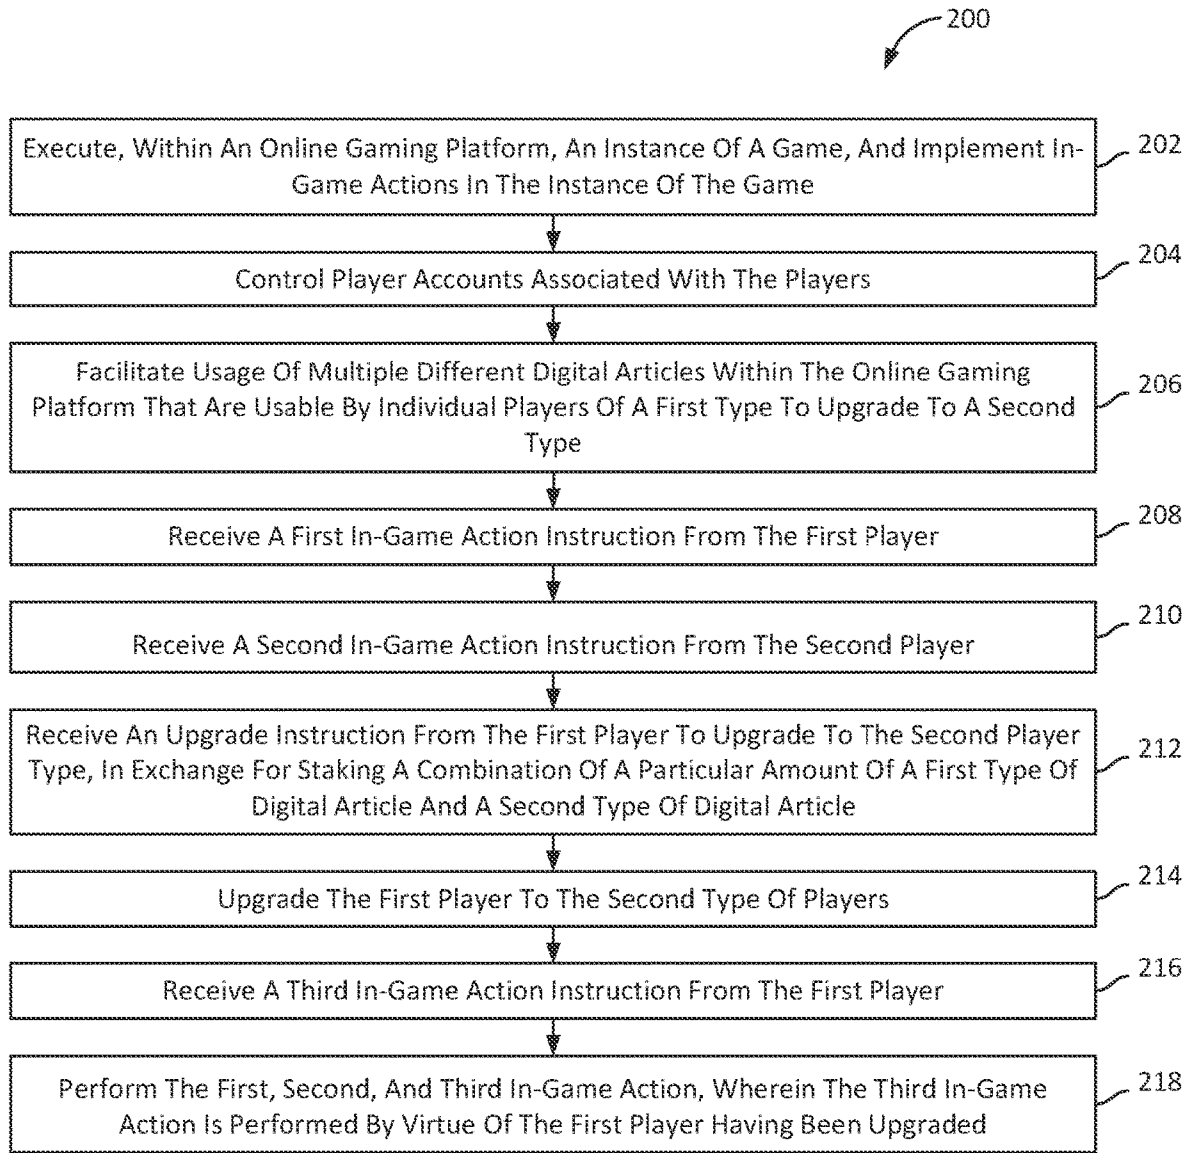 200
Execute, Within An Online Gaming Platform, An Instance Of A Game, And Implement In-
Game Actions In The Instance Of The Game
202
Control Player Accounts Associated With The Players
204
Facilitate Usage Of Multiple Different Digital Articles Within The Online Gaming
Platform That Are Usable By Individual Players Of A First Type To Upgrade To A Second
Type
206
Receive A First In-Game Action Instruction From The First Player
208
Receive A Second In-Game Action Instruction From The Second Player
210
Receive An Upgrade Instruction From The First Player To Upgrade To The Second Player
Type, In Exchange For Staking A Combination Of A Particular Amount Of A First Type Of
Digital Article And A Second Type Of Digital Article
212
Upgrade The First Player To The Second Type Of Players
214
Receive A Third In-Game Action Instruction From The First Player
216
Perform The First, Second, And Third In-Game Action, Wherein The Third In-Game
Action Is Performed By Virtue Of The First Player Having Been Upgraded
218